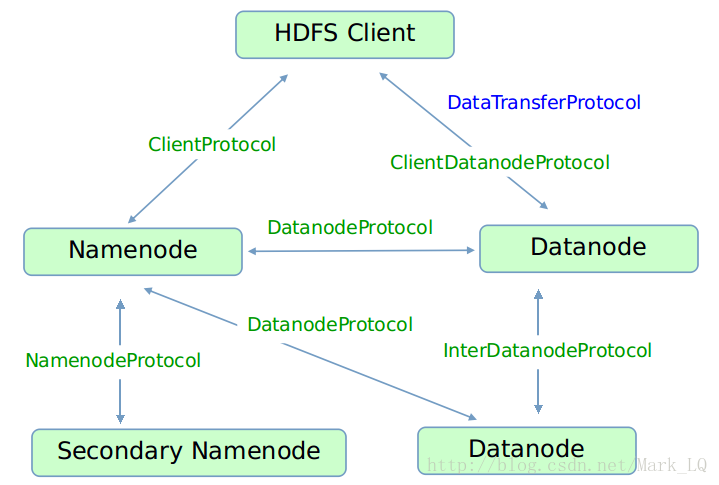 HDFS Client
DataTransferProtocol
ClientProtocol
ClientDatanodeProtocol
DatanodeProtocol
Namenode
Datanode
DatanodeProtocol
InterDatanodeProtocol
NamenodeProtocol
Secondary Namenode
Datanode
http://blog.csdn.net/Mark_LQ